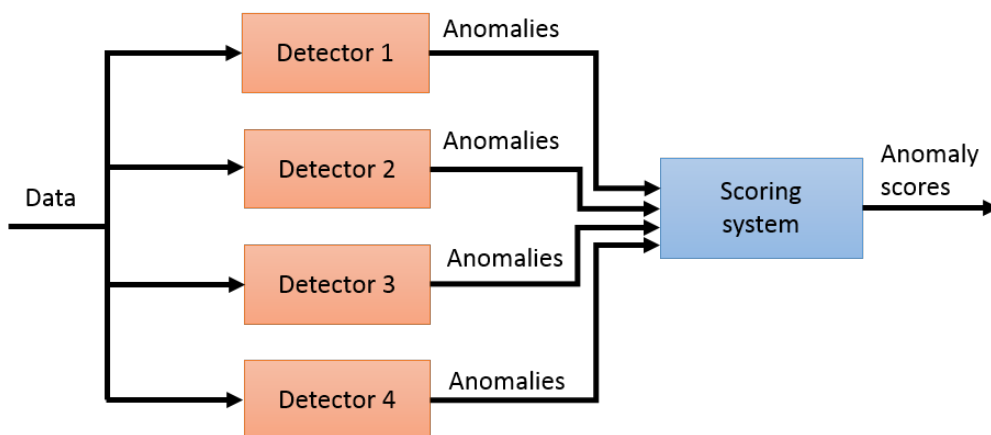 Data
Detector 1
Anomalies
Detector 2
Anomalies
Detector 3
Anomalies
Detector 4
Anomalies
Scoring
system
Anomaly
scores